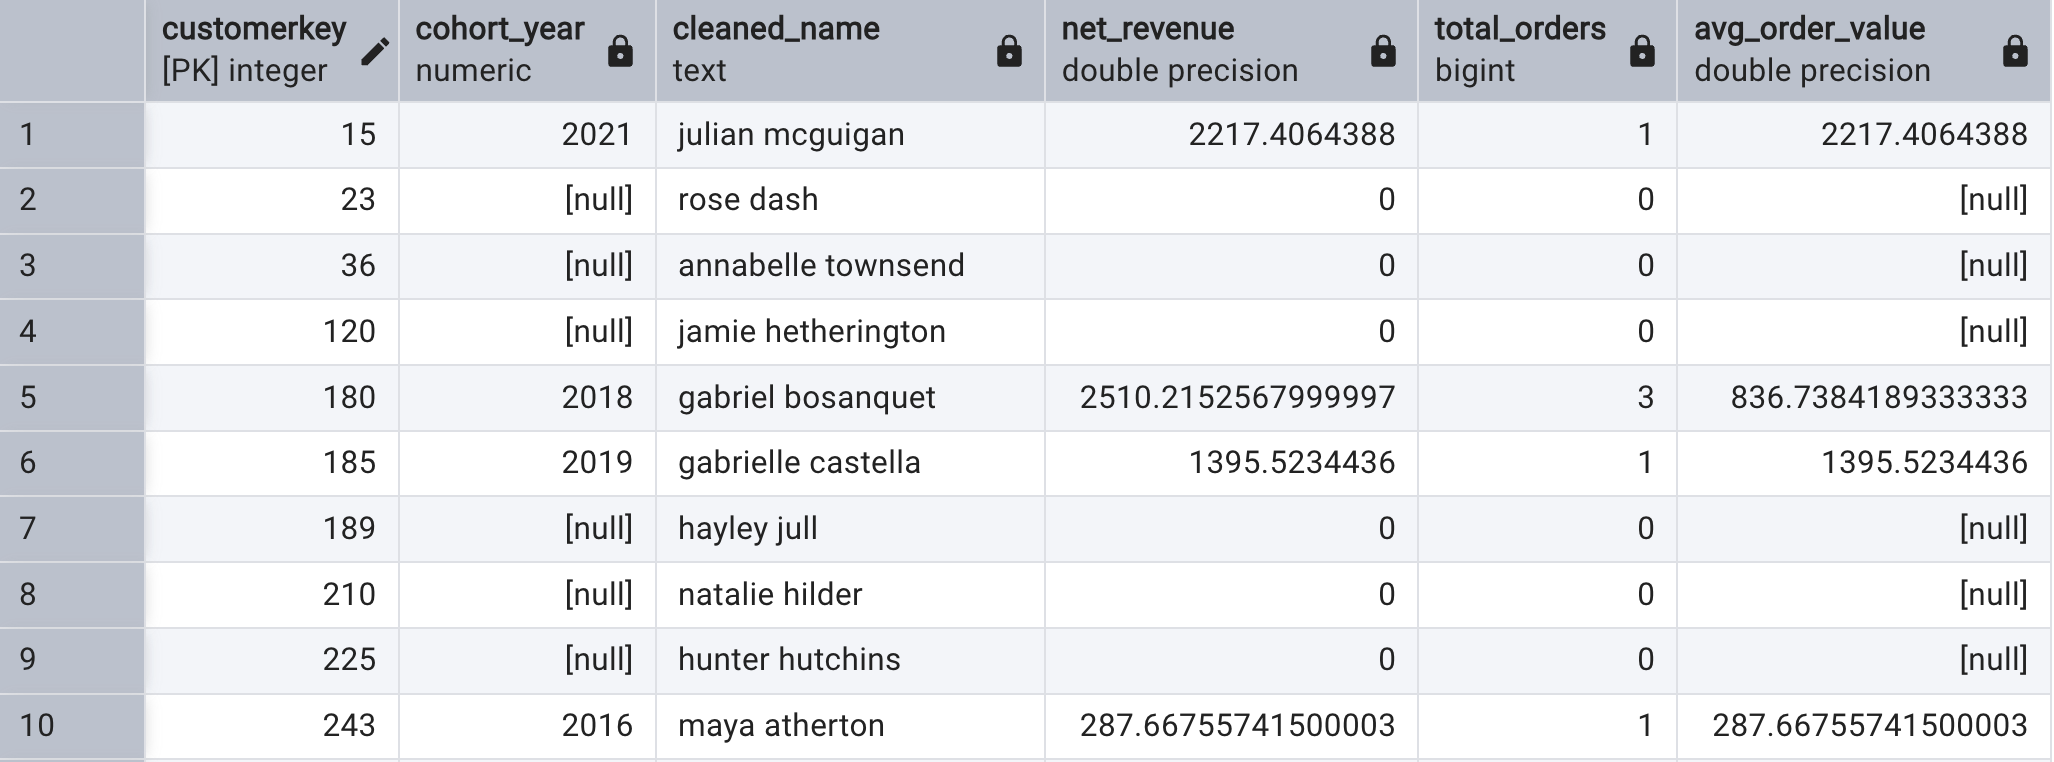 customerkey cohort_year cleaned_name net_revenue total_orders avg_order_value
[PK] integer numeric text double precision bigint double precision
1 15 2021 julian mcguigan 2217.4064388 1 2217.4064388
2 23 [null] rose dash 0 0 [null]
3 36 [null] annabelle townsend 0 0 [null]
4 120 [null] jamie hetherington 0 0 [null]
5 180 2018 gabriel bosanquet 2510.2152567999997 3 836.7384189333333
6 185 2019 gabrielle castella 1395.5234436 1 1395.5234436
7 189 [null] hayley jull 0 0 [null]
8 210 [null] natalie hilder 0 0 [null]
9 225 [null] hunter hutchins 0 0 [null]
10 243 2016 maya atherton 287.66755741500003 1 287.66755741500003